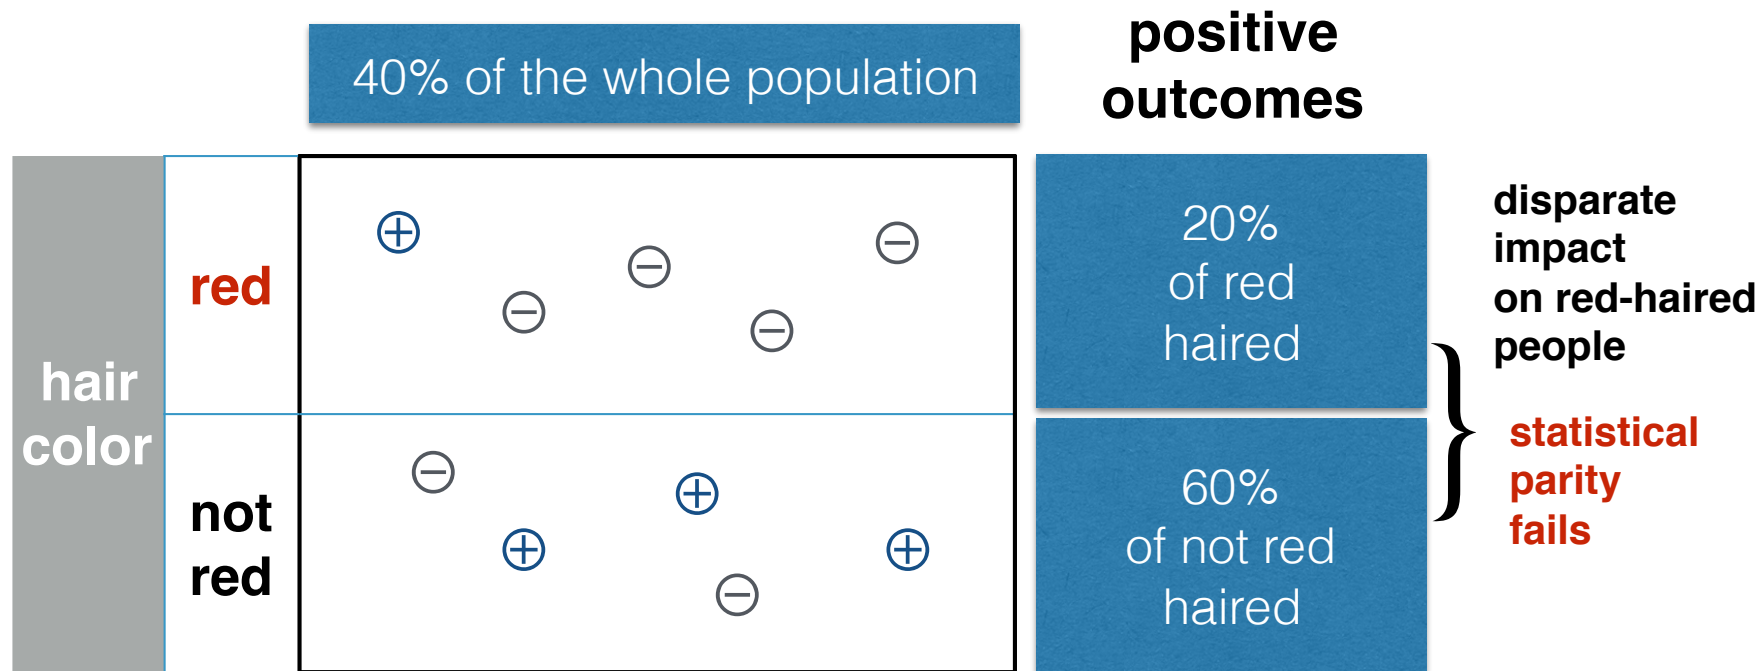 40% of the whole population
positive
outcomes
hair
color
red
20%
of red
haired
disparate
impact
on red-haired
people
not
red
60%
of not red
haired
statistical
parity
fails